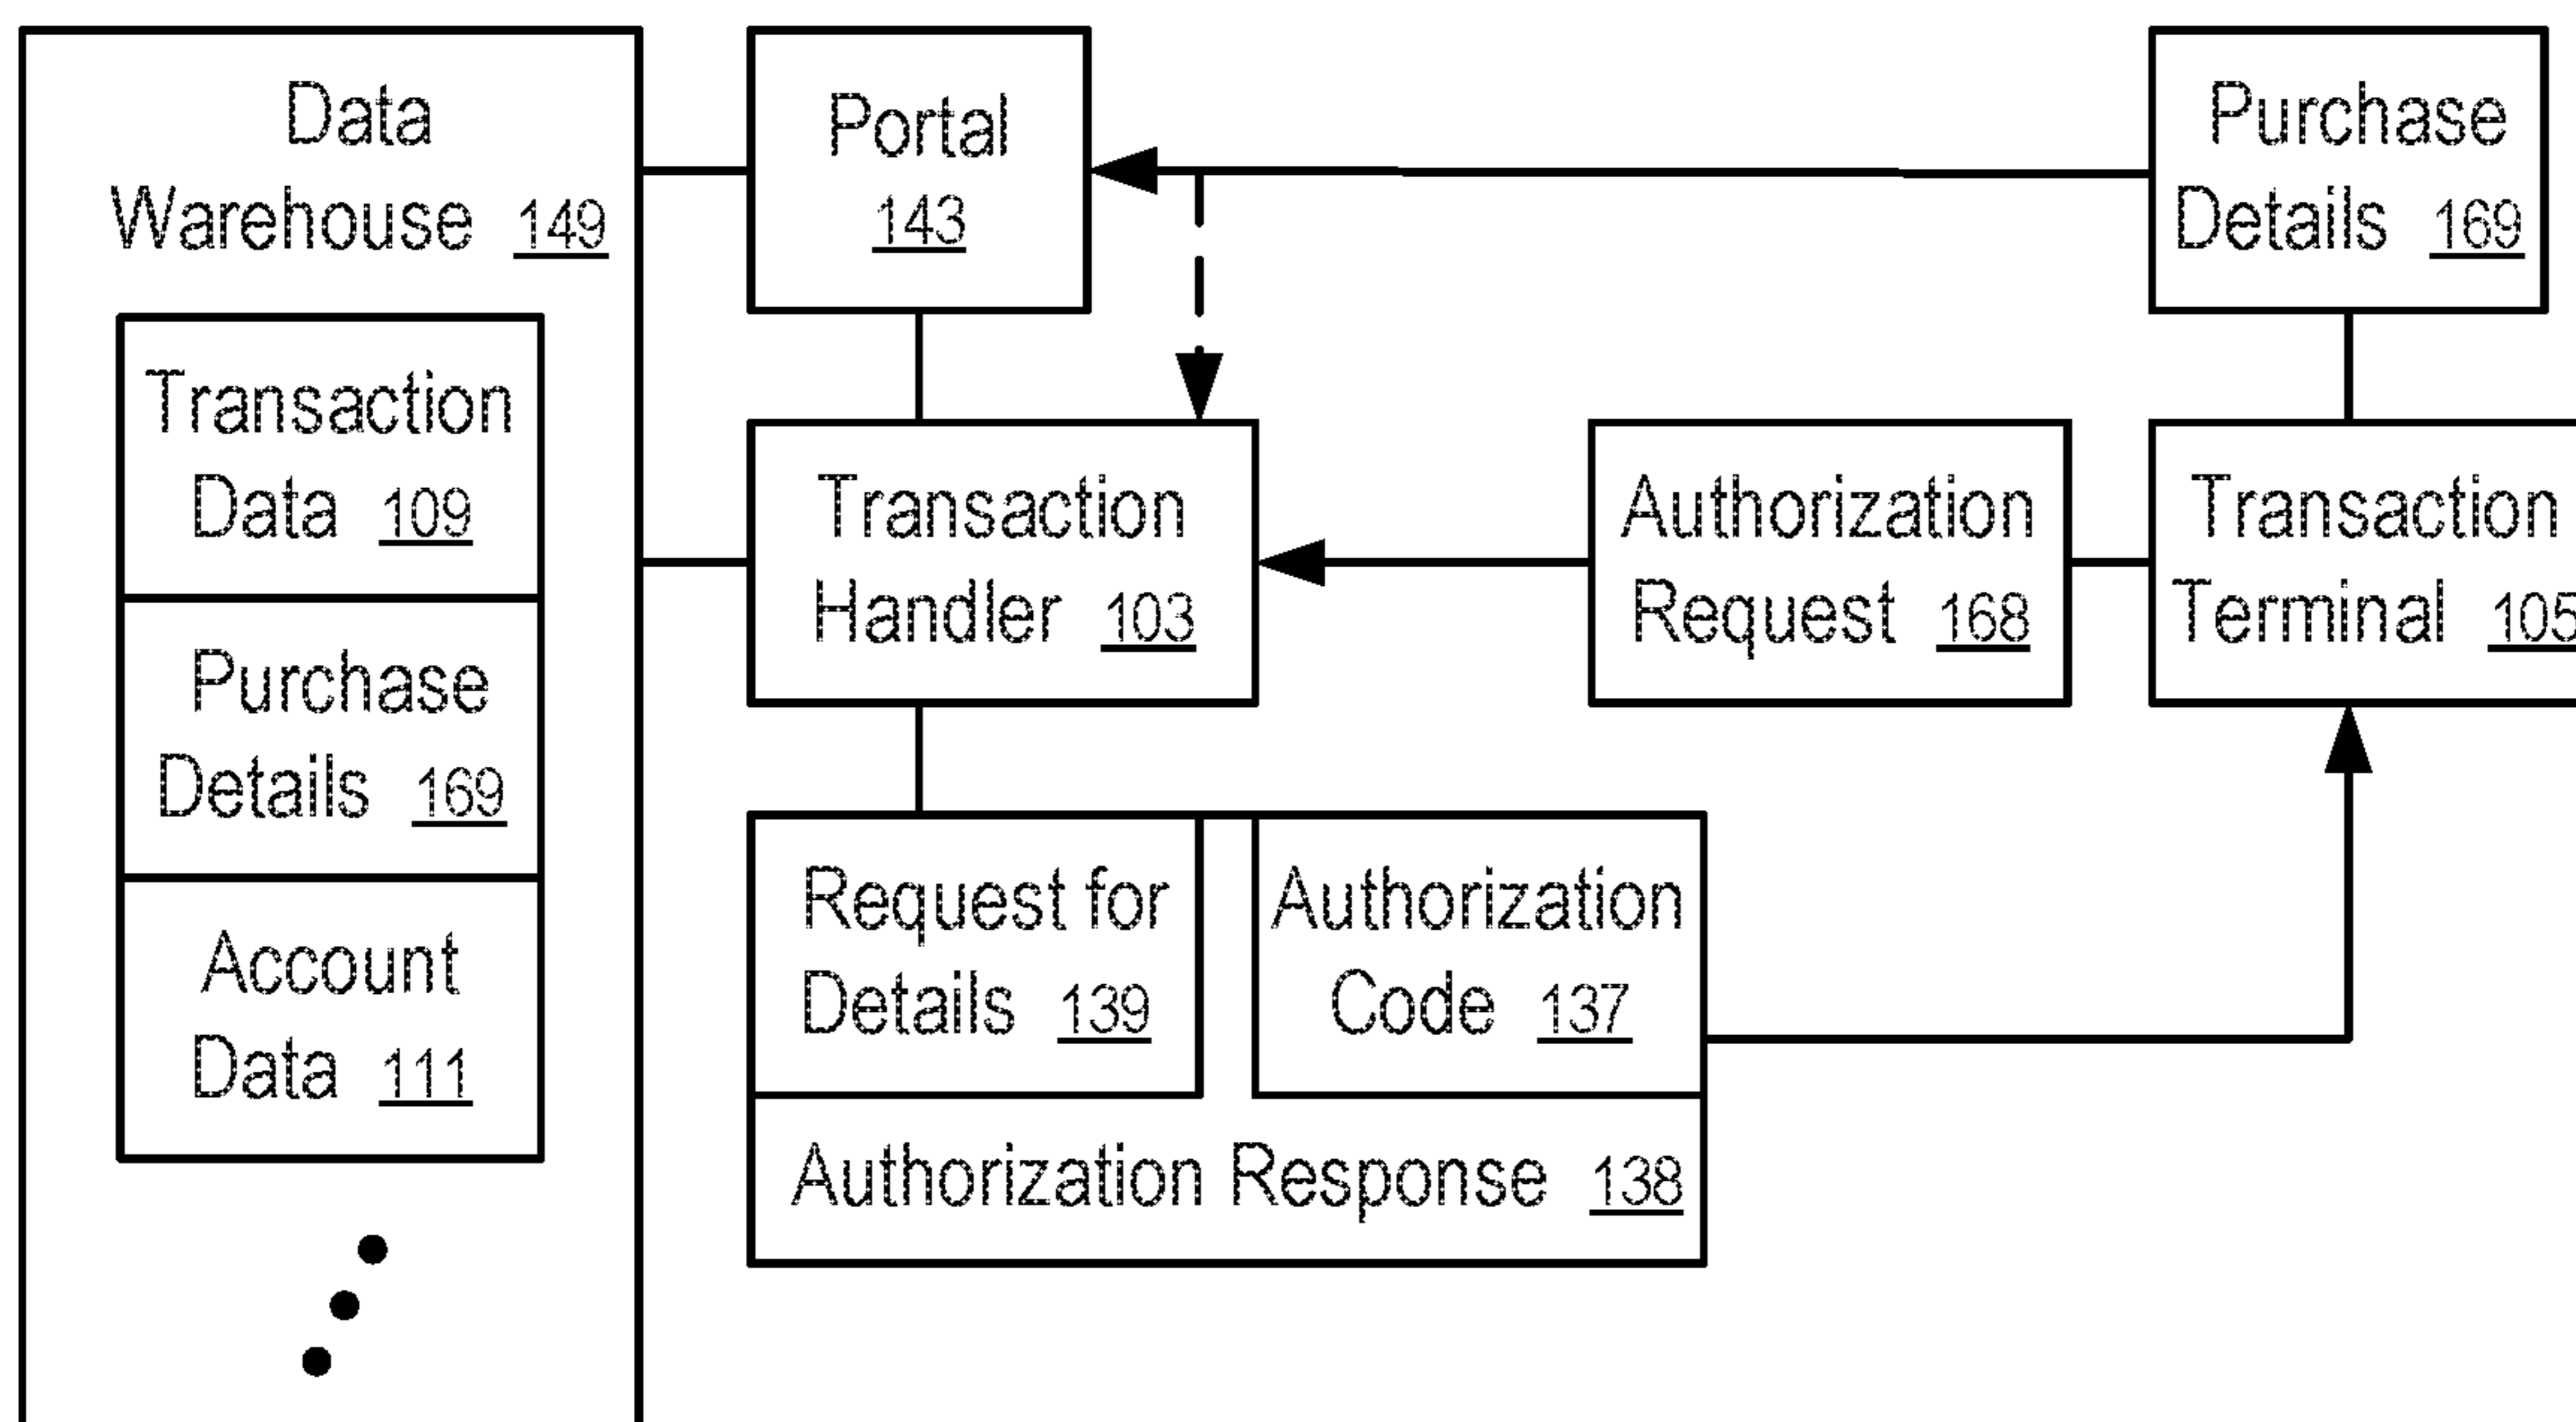 Data
Warehouse 149
Transaction
Data 109
Purchase
Details 169
Account
Data 111
Portal
143
Purchase
Details 169
Transaction
Handler 103
Authorization
Request 168
Transaction
Terminal 105
Request for
Details 139
Authorization
Code 137
Authorization Response 138